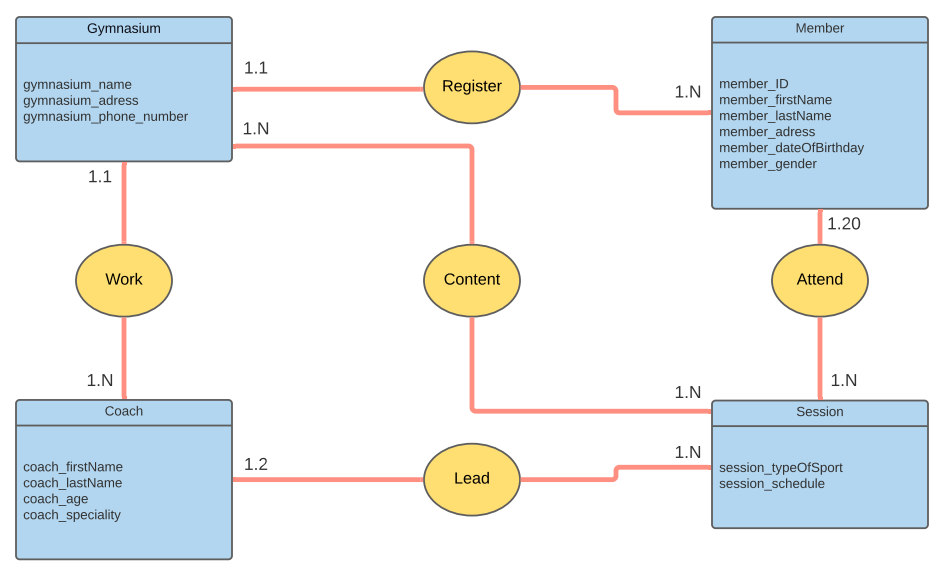 Gymnasium
gymnasium_name
gymnasium_adress
gymnasium_phone_number
1.1
Register
1.N
Member
member_ID
member_firstName
member_lastName
member_adress
member_dateOfBirthday
member_gender
1.N
1.1
1.20
Work
Content
Attend
1.N
1.N
1.N
Coach
coach_firstName
coach_lastName
coach_age
coach_speciality
1.2
Lead
1.N
Session
session_typeOfSport
session_schedule